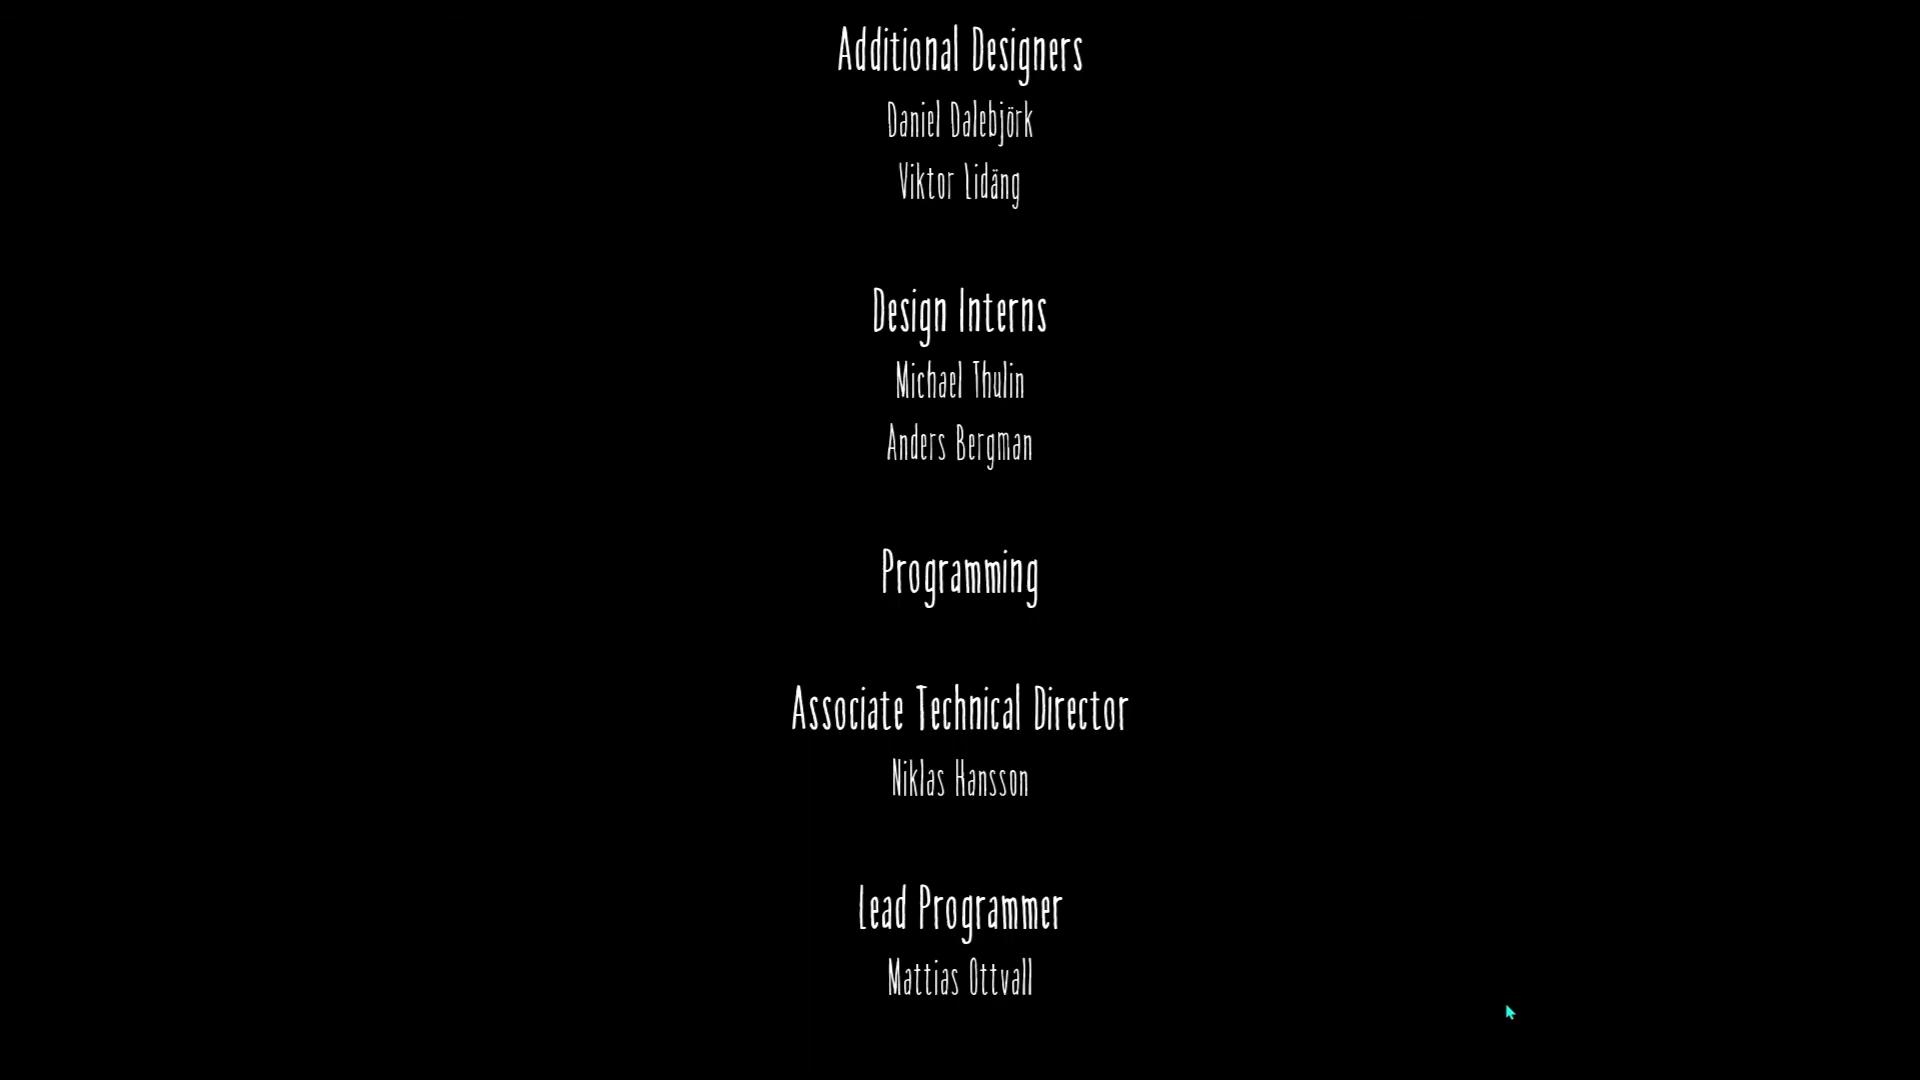 Additional Designers
Daniel Dalebjörk
Viktor Lidäng
Design Interns
Michael Thulin
Anders Bergman
Programming
Associate Technical Director
Niklas Hansson
Lead Programmer
Mattias Ottvall